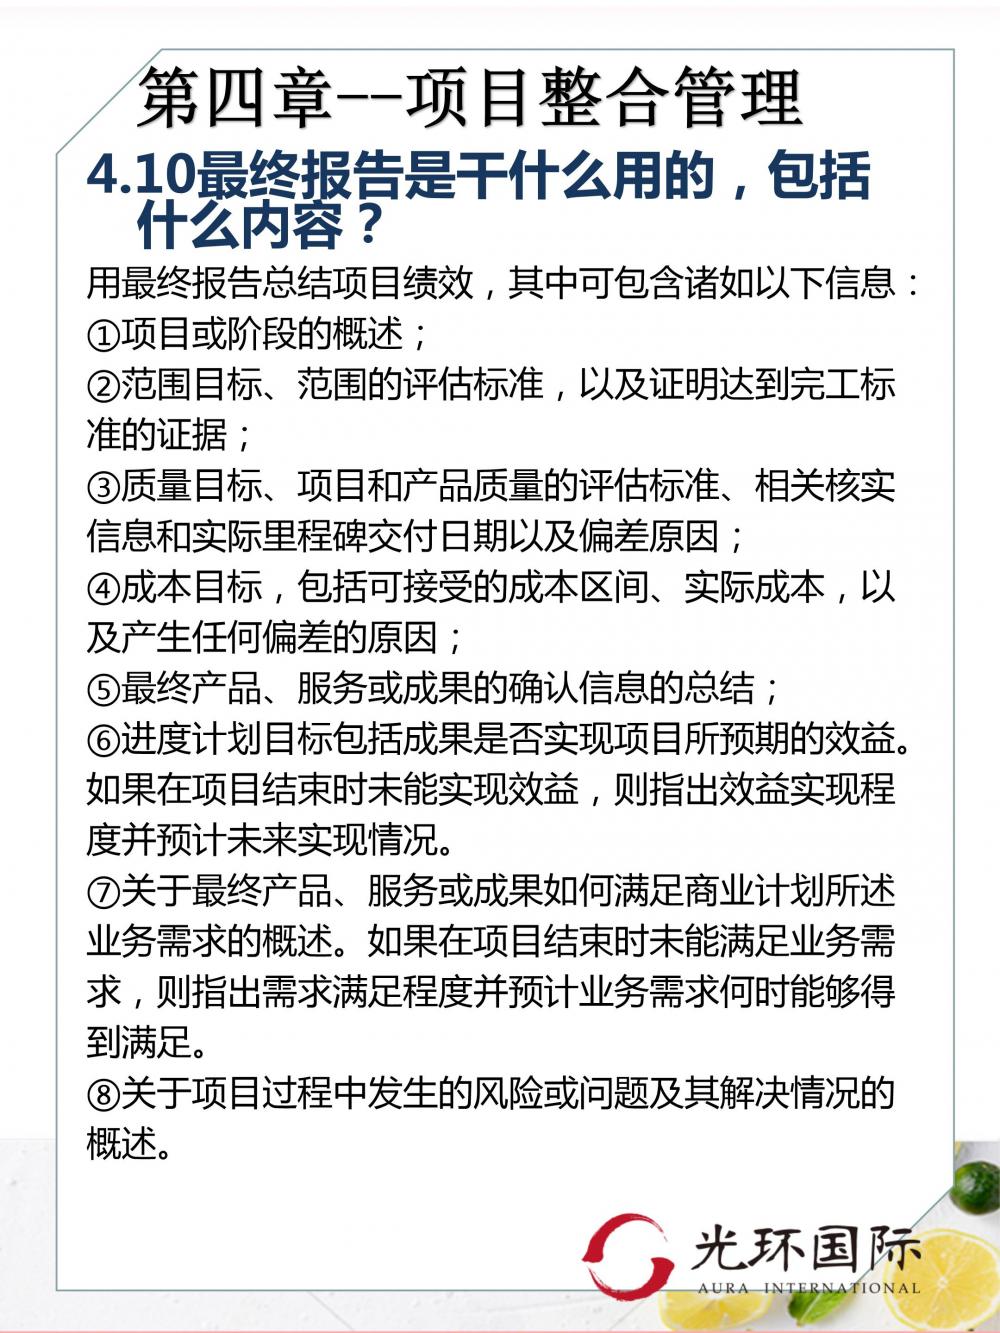 第四章--项目整合管理
4.10最终报告是干什么用的，包括
什么内容？
用最终报告总结项目绩效，其中可包含诸如以下信息：
①项目或阶段的概述；
②范围目标、范围的评估标准，以及证明达到完工标
准的证据；
③质量目标、项目和产品质量的评估标准、相关核实
信息和实际里程碑交付日期以及偏差原因；
④成本目标，包括可接受的成本区间、实际成本，以
及产生任何偏差的原因；
⑤最终产品、服务或成果的确认信息的总结；
⑥进度计划目标包括成果是否实现项目所预期的效益。
如果在项目结束时未能实现效益，则指出效益实现程
度并预计未来实现情况。
⑦关于最终产品、服务或成果如何满足商业计划所述
业务需求的概述。如果在项目结束时未能满足业务需
求，则指出需求满足程度并预计业务需求何时能够得
到满足。
⑧关于项目过程中发生的风险或问题及其解决情况的
概述。
光环国际
AURA INTERNATIONAL